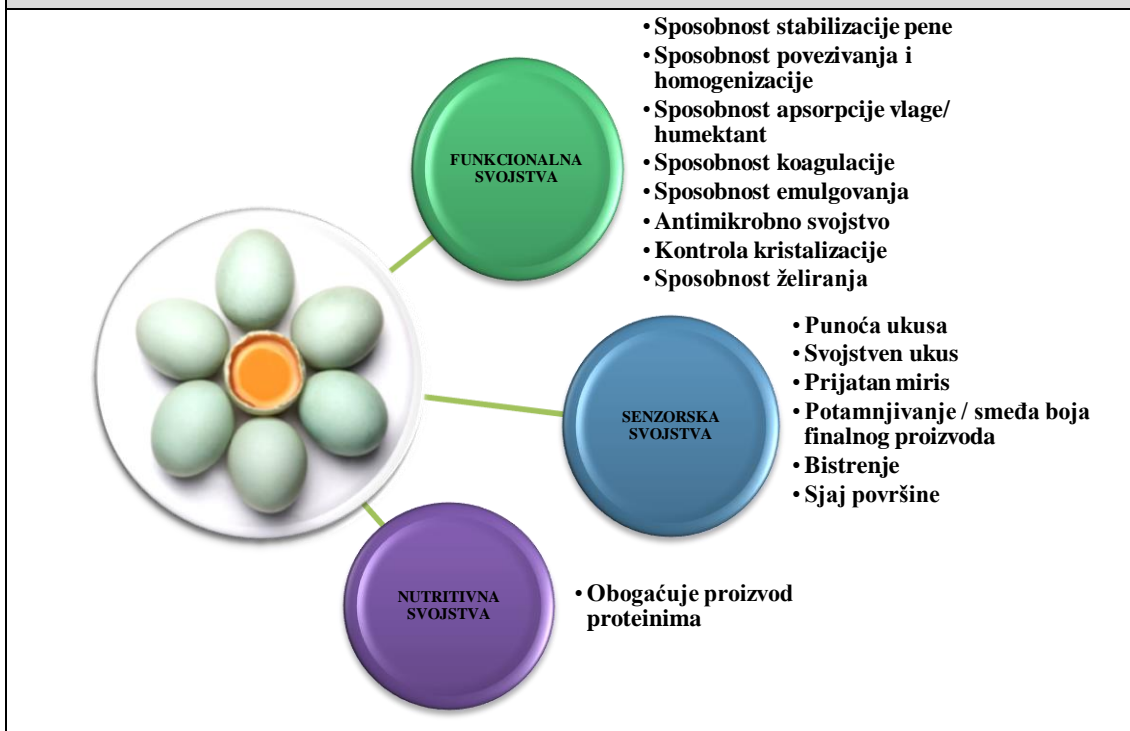 • Sposobnost stabilizacije pene
• Sposobnost povezivanja i
homogenizacije
• Sposobnost apsorpcije vlage/
humektant
• Sposobnost koagulacije
• Sposobnost emulgovanja
• Antimikrobno svojstvo
• Kontrola kristalizacije
• Sposobnost želiranja
FUNKCIONALNA
SVOJSTVA
• Punoća ukusa
• Svojstven ukus
• Prijatan miris
• Potamnjivanje / smeđa boja
finalnog proizvoda
• Bistrenje
• Sjaj površine
SENZORSKA
SVOJSTVA
NUTRITIVNA
SVOJSTVA
• Obogaćuje proizvod
proteinima